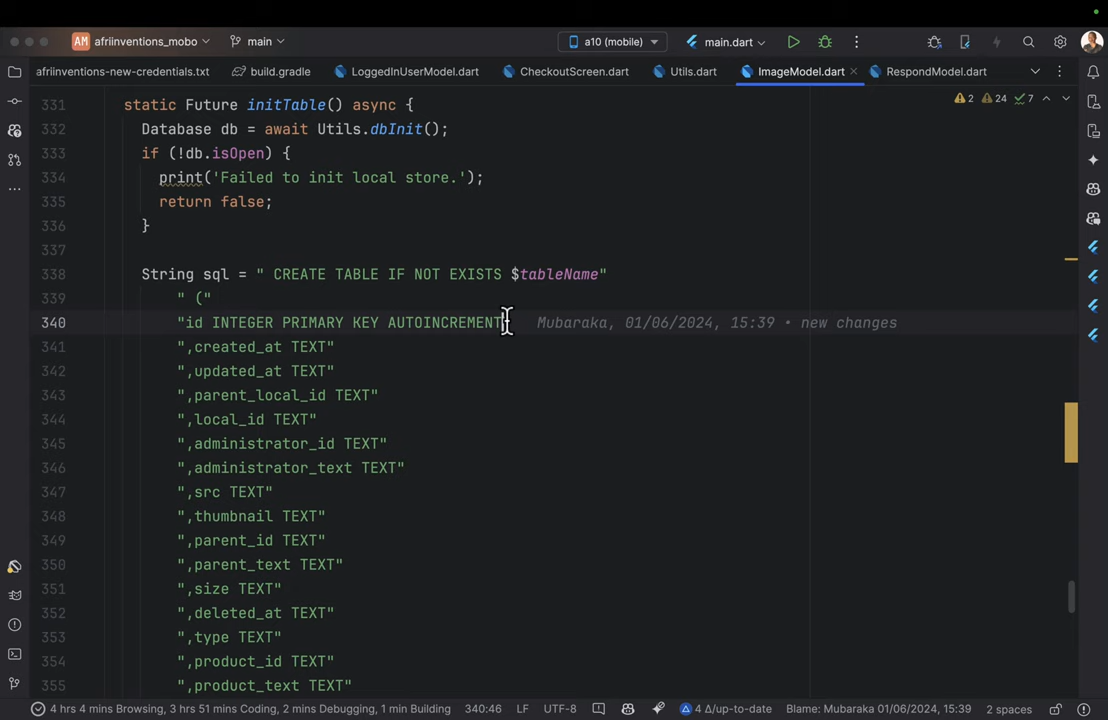 AM afriinventions_mobo main a10 (mobile) main.dart
afriinventions-new-credentials.txt build.gradle LoggedInUserModel.dart CheckoutScreen.dart Utils.dart ImageModel.dart RespondModel.dart
2 24 7
331 static Future initTable() async {
332 Database db = await Utils.dbInit();
333 if (!db.isOpen) {
334 print('Failed to init local store.');
335 return false;
336 }
337
338 String sql = " CREATE TABLE IF NOT EXISTS $tableName"
339 " ("
340 "id INTEGER PRIMARY KEY AUTOINCREMENT" Mubaraka, 01/06/2024, 15:39 • new changes
341 ",created_at TEXT"
342 ",updated_at TEXT"
343 ",parent_local_id TEXT"
344 ",local_id TEXT"
345 ",administrator_id TEXT"
346 ",administrator_text TEXT"
347 ",src TEXT"
348 ",thumbnail TEXT"
349 ",parent_id TEXT"
350 ",parent_text TEXT"
351 ",size TEXT"
352 ",deleted_at TEXT"
353 ",type TEXT"
354 ",product_id TEXT"
355 ",product_text TEXT"
4 hrs 4 mins Browsing, 3 hrs 51 mins Coding, 2 mins Debugging, 1 min Building 340:46 LF UTF-8 4 Δ/up-to-date Blame: Mubaraka 01/06/2024, 15:39 2 spaces